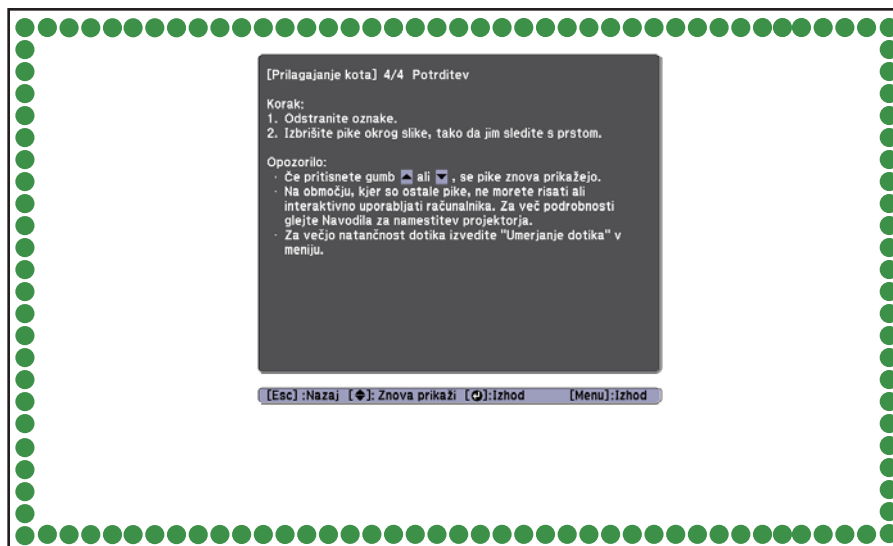 [Prilagajanje kota] 4/4 Potrditev
Korak:
1. Odstranite oznake.
2. Izbrišite pike okrog slike, tako da jim sledite s prstom.
Opozorilo:
· Če pritisnete gumb ▲ ali ▼ , se pike znova prikažejo.
· Na območju, kjer so ostale pike, ne morete risati ali
interaktivno uporabljati računalnika. Za več podrobnosti
glejte Navodila za namestitev projektorja.
· Za večjo natančnost dotika izvedite "Umerjanje dotika" v
meniju.
[Esc] :Nazaj [◆]: Znova prikaži [↵]:Izhod [Menu]:Izhod